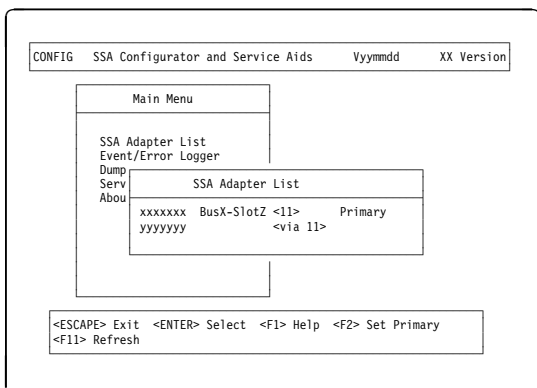 CONFIG SSA Configurator and Service Aids Vyymmdd XX Version
Main Menu
SSA Adapter List
Event/Error Logger
Dump
Serv
Abou
SSA Adapter List
xxxxxxx BusX-SlotZ <11> Primary
yyyyyyy <via 11>
<ESCAPE> Exit <ENTER> Select <F1> Help <F2> Set Primary
<F11> Refresh